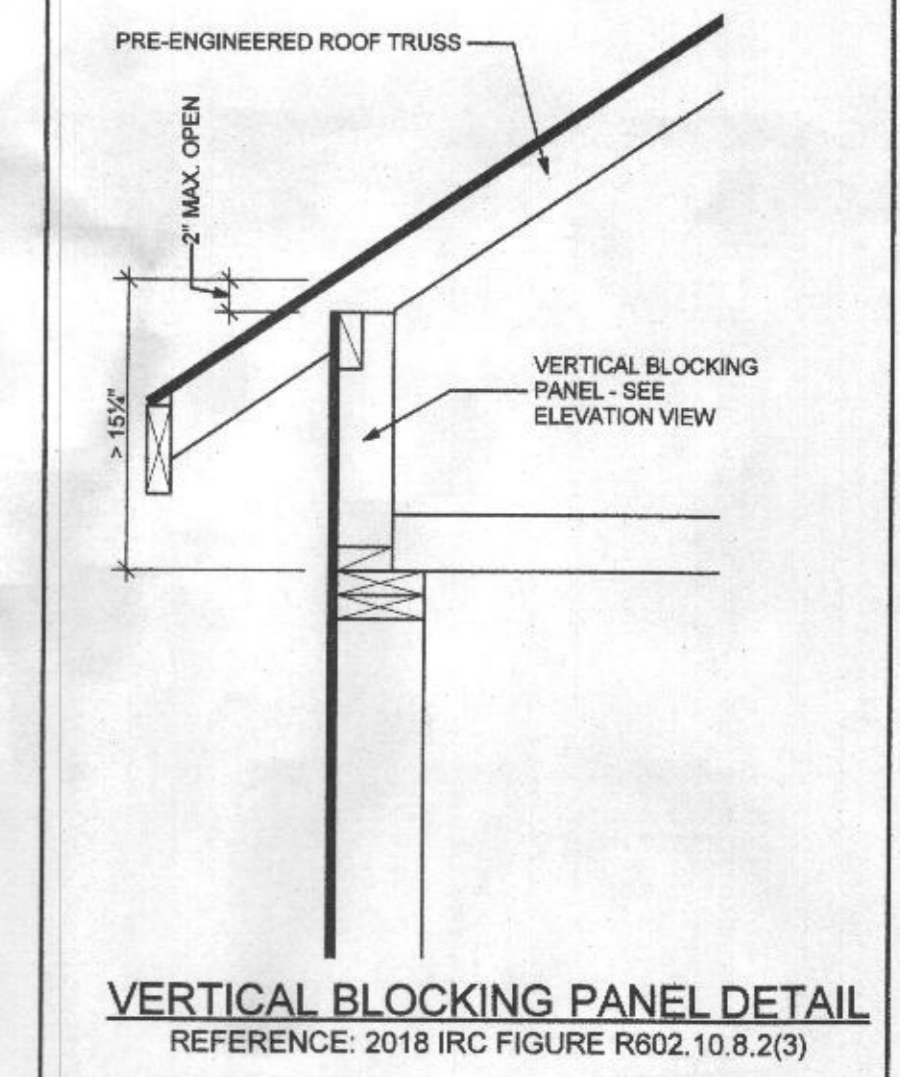 PRE-ENGINEERED ROOF TRUSS
2" MAX. OPEN
> 15¼"
VERTICAL BLOCKING
PANEL - SEE
ELEVATION VIEW
VERTICAL BLOCKING PANEL DETAIL
REFERENCE: 2018 IRC FIGURE R602.10.8.2(3)